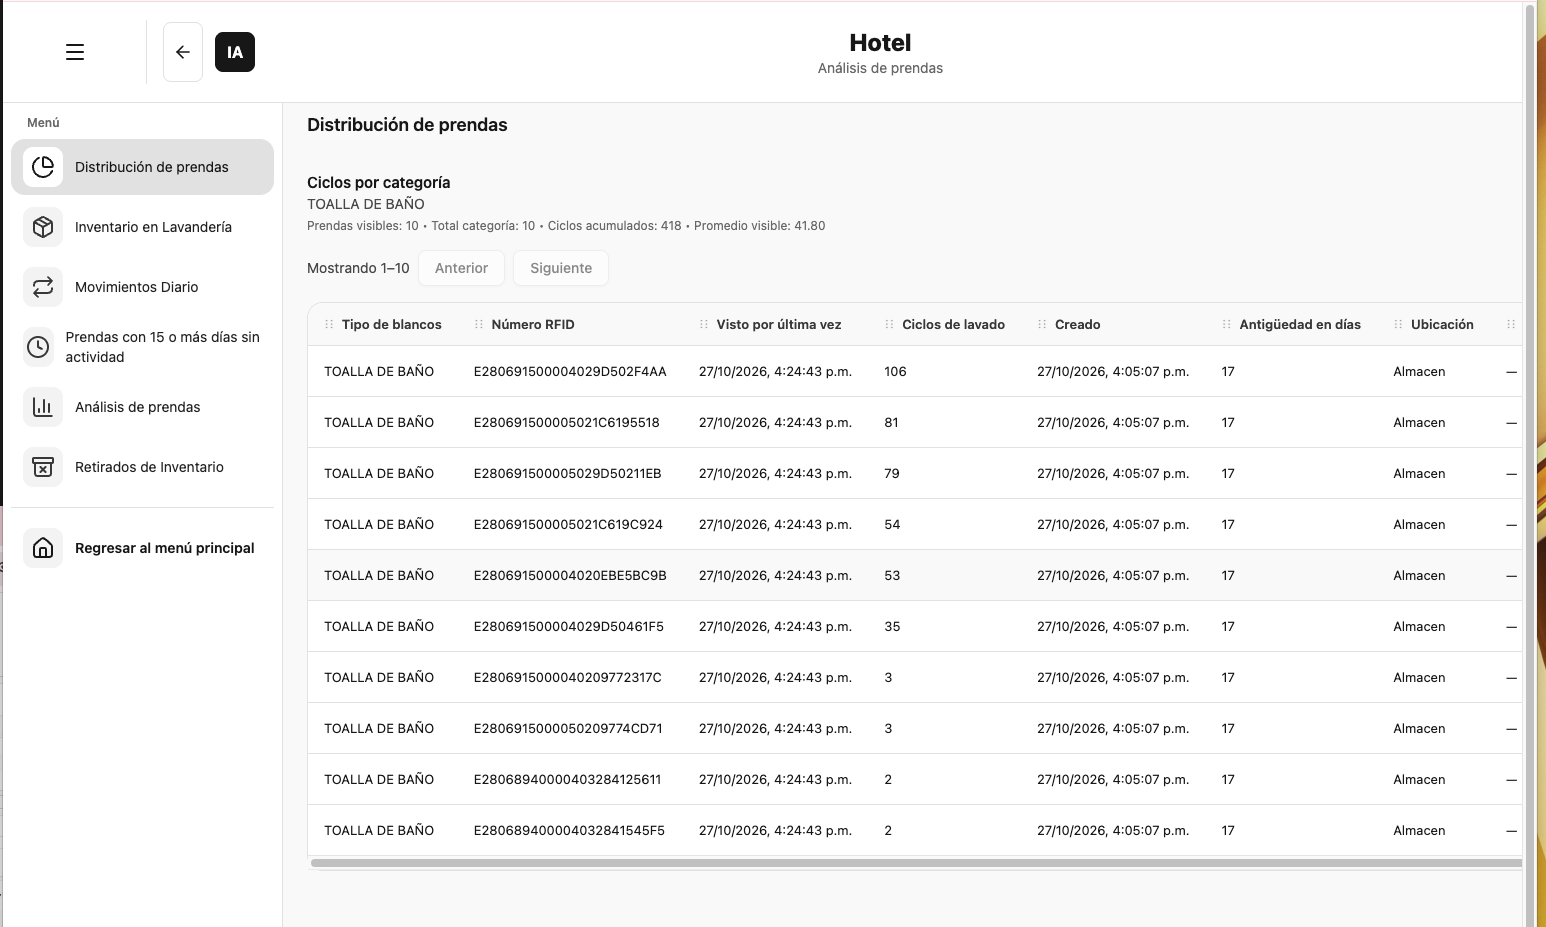 IA
Hotel
Análisis de prendas
Menú
Distribución de prendas
Inventario en Lavandería
Movimientos Diario
Prendas con 15 o más días sin
actividad
Análisis de prendas
Retirados de Inventario
Regresar al menú principal
Distribución de prendas
Ciclos por categoría
TOALLA DE BAÑO
Prendas visibles: 10 • Total categoría: 10 • Ciclos acumulados: 418 • Promedio visible: 41.80
Mostrando 1–10 Anterior Siguiente
Tipo de blancos Número RFID Visto por última vez Ciclos de lavado Creado Antigüedad en días Ubicación
TOALLA DE BAÑO E280691500004029D502F4AA 27/10/2026, 4:24:43 p.m. 106 27/10/2026, 4:05:07 p.m. 17 Almacen —
TOALLA DE BAÑO E280691500005021C6195518 27/10/2026, 4:24:43 p.m. 81 27/10/2026, 4:05:07 p.m. 17 Almacen —
TOALLA DE BAÑO E280691500005029D50211EB 27/10/2026, 4:24:43 p.m. 79 27/10/2026, 4:05:07 p.m. 17 Almacen —
TOALLA DE BAÑO E280691500005021C619C924 27/10/2026, 4:24:43 p.m. 54 27/10/2026, 4:05:07 p.m. 17 Almacen —
TOALLA DE BAÑO E280691500004020EBE5BC9B 27/10/2026, 4:24:43 p.m. 53 27/10/2026, 4:05:07 p.m. 17 Almacen —
TOALLA DE BAÑO E280691500004029D50461F5 27/10/2026, 4:24:43 p.m. 35 27/10/2026, 4:05:07 p.m. 17 Almacen —
TOALLA DE BAÑO E2806915000040209772317C 27/10/2026, 4:24:43 p.m. 3 27/10/2026, 4:05:07 p.m. 17 Almacen —
TOALLA DE BAÑO E2806915000050209774CD71 27/10/2026, 4:24:43 p.m. 3 27/10/2026, 4:05:07 p.m. 17 Almacen —
TOALLA DE BAÑO E28068940000403284125611 27/10/2026, 4:24:43 p.m. 2 27/10/2026, 4:05:07 p.m. 17 Almacen —
TOALLA DE BAÑO E280689400004032841545F5 27/10/2026, 4:24:43 p.m. 2 27/10/2026, 4:05:07 p.m. 17 Almacen —